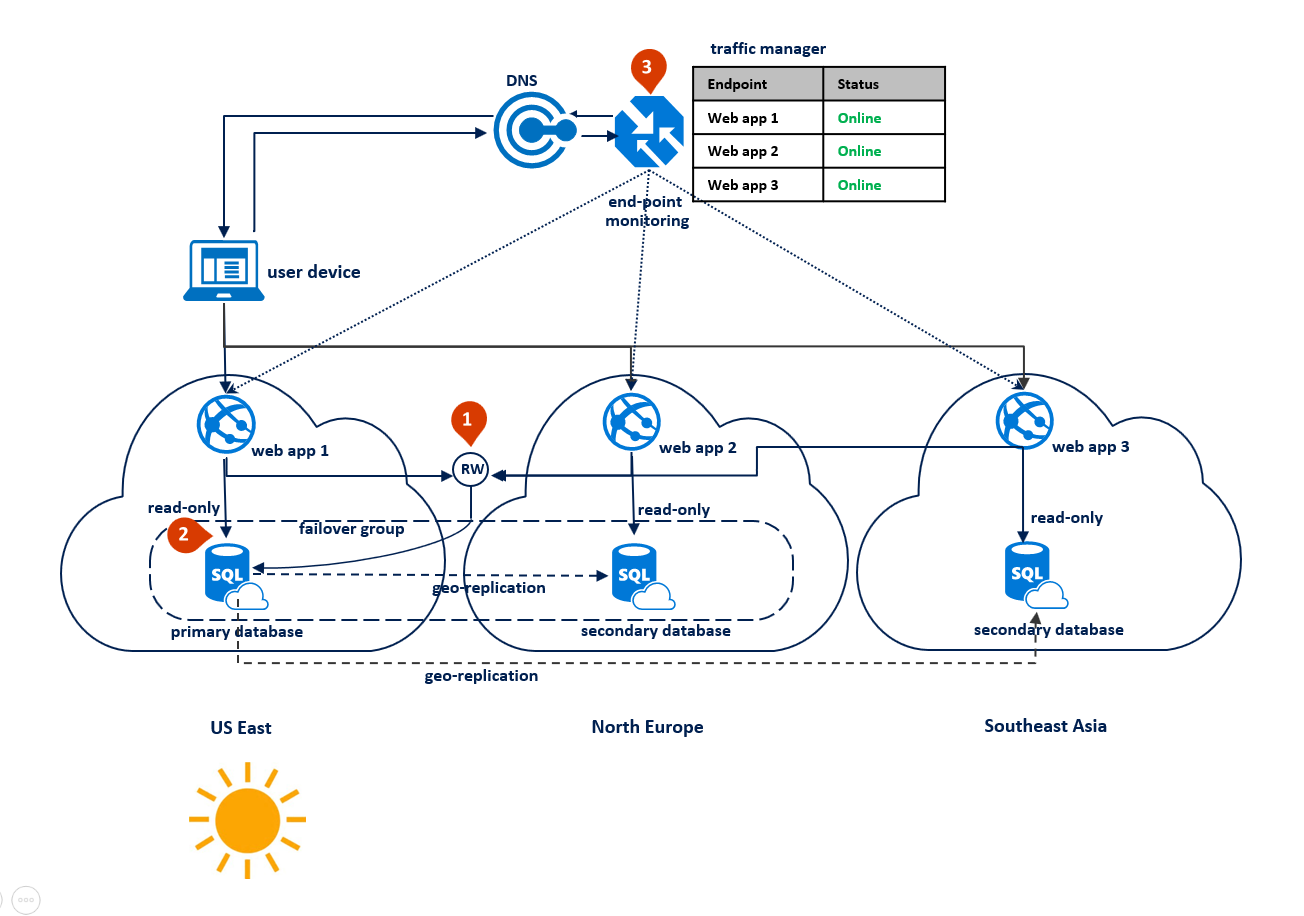 traffic manager
3
DNS
Endpoint Status
Web app 1 Online
Web app 2 Online
Web app 3 Online
end-point
monitoring
user device
1
web app 1
web app 2
web app 3
RW
read-only
read-only
read-only
2
failover group
SQL
SQL
SQL
geo-replication
primary database
secondary database
secondary database
geo-replication
US East
North Europe
Southeast Asia